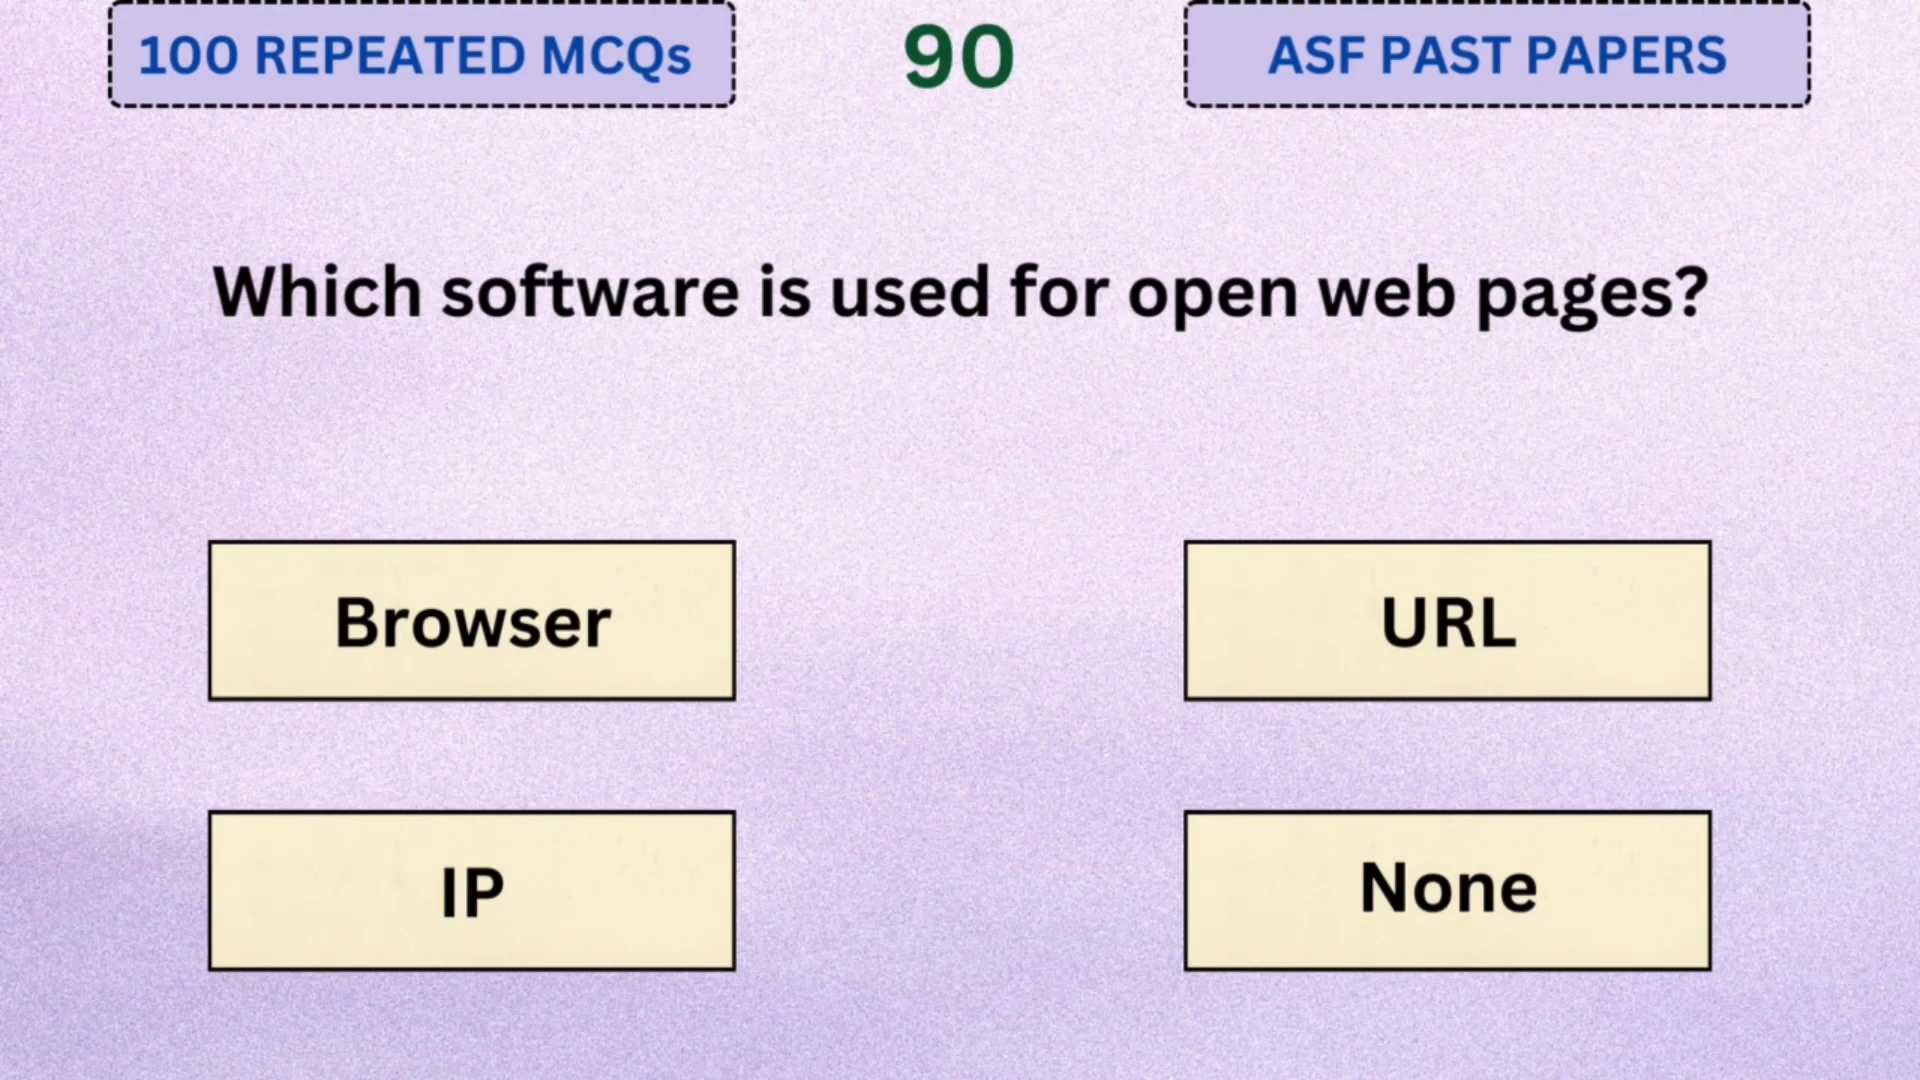 100 REPEATED MCQs
90
ASF PAST PAPERS
Which software is used for open web pages?
Browser
URL
IP
None